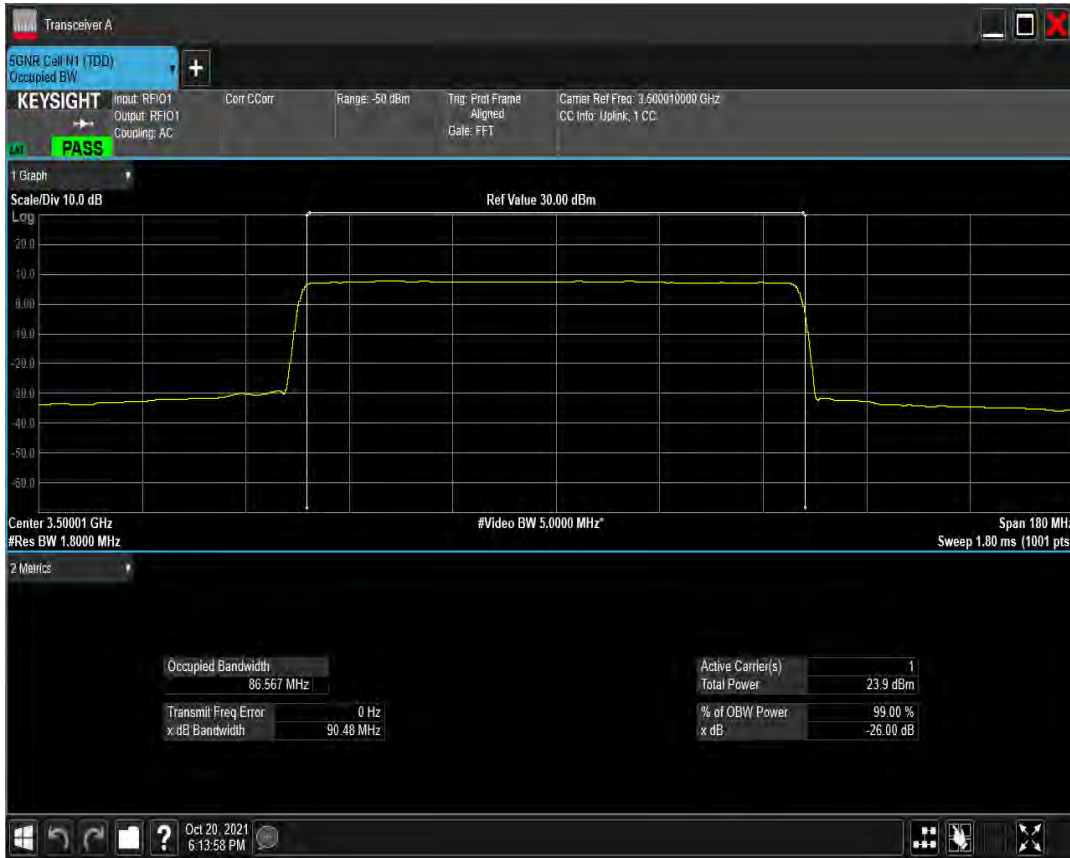 Transceiver A
5GNR Cell N1 (TDD)
Occupied BW
KEYSIGHT
PASS
Input: RFIO1
Output: RFIO1
Coupling: AC
Corr CCorr
Range: -50 dBm
Trig: Prot Frame
Aligned
Gate: FFT
Carrier Ref Freq: 3.500010000 GHz
CC Info: Uplink, 1 CC
1 Graph
Scale/Div 10.0 dB
Ref Value 30.00 dBm
Log
20.0
10.0
0.00
-10.0
-20.0
-30.0
-40.0
-50.0
-60.0
Center 3.50001 GHz
#Video BW 5.0000 MHz*
Span 180 MHz
#Res BW 1.8000 MHz
Sweep 1.80 ms (1001 pts
2 Metrics
Occupied Bandwidth
86.567 MHz
Transmit Freq Error 0 Hz
x dB Bandwidth 90.48 MHz
Active Carrier(s) 1
Total Power 23.9 dBm
% of OBW Power 99.00 %
x dB -26.00 dB
?
Oct 20, 2021
6:13:58 PM